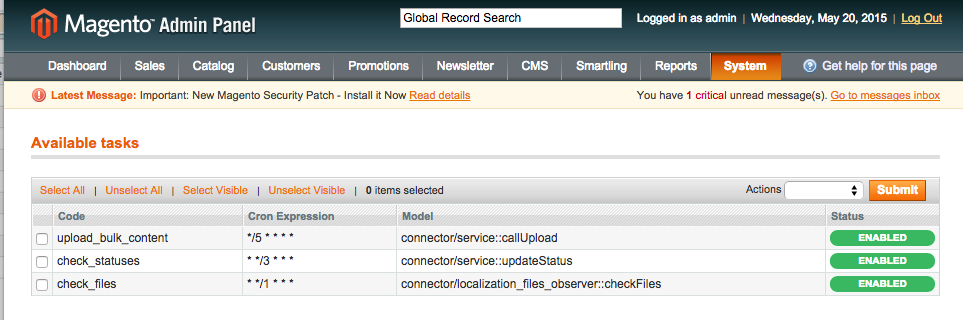 Magento™ Admin Panel
Global Record Search
Logged in as admin | Wednesday, May 20, 2015 | Log Out
Dashboard Sales Catalog Customers Promotions Newsletter CMS Smartling Reports System Get help for this page
Latest Message: Important: New Magento Security Patch - Install it Now Read details You have 1 critical unread message(s). Go to messages inbox
Available tasks
Select All | Unselect All | Select Visible | Unselect Visible | 0 items selected Actions Submit
Code Cron Expression Model Status
upload_bulk_content */5 * * * * connector/service::callUpload ENABLED
check_statuses * */3 * * * connector/service::updateStatus ENABLED
check_files * */1 * * * connector/localization_files_observer::checkFiles ENABLED